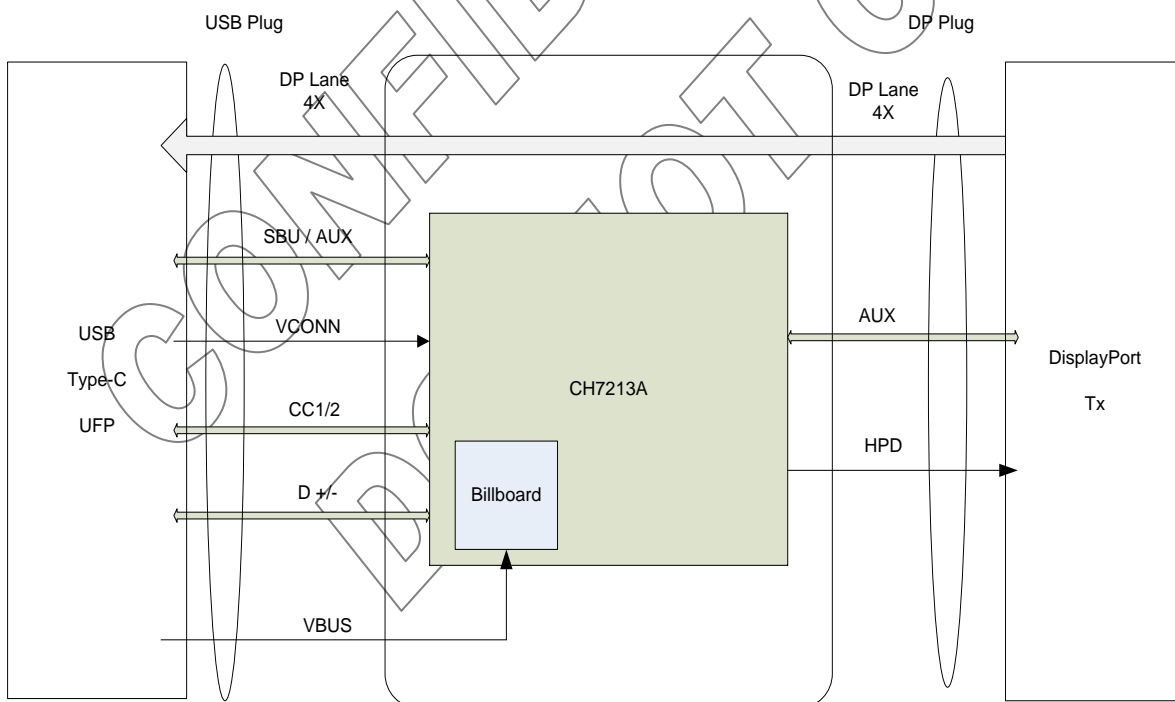 USB Plug
DP Plug
DP Lane
4X
DP Lane
4X
SBU / AUX
VCONN
CC1/2
D +/-
VBUS
USB
Type-C
UFP
CH7213A
Billboard
AUX
HPD
DisplayPort
Tx